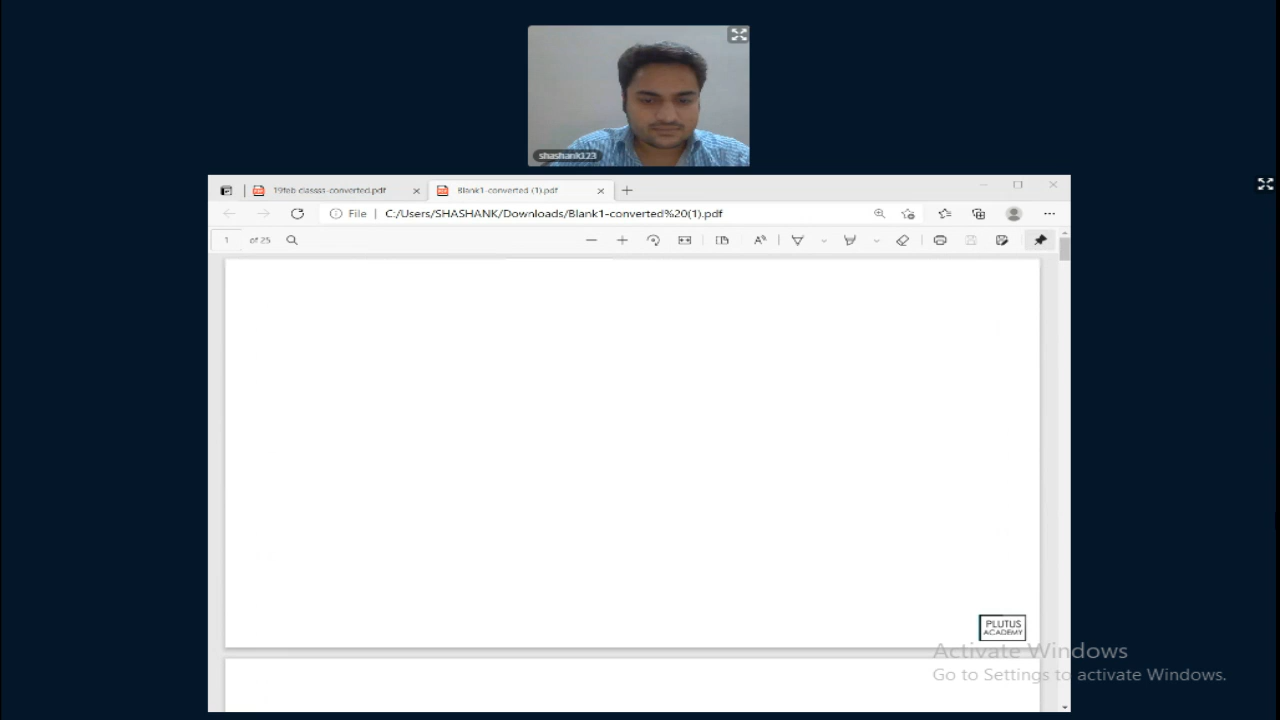 shashank123
19feb classs-converted.pdf
Blank1-converted (1).pdf
File
C:/Users/SHASHANK/Downloads/Blank1-converted%20(1).pdf
1 of 25
PLUTUS
ACADEMY
Activate Windows
Go to Settings to activate Windows.